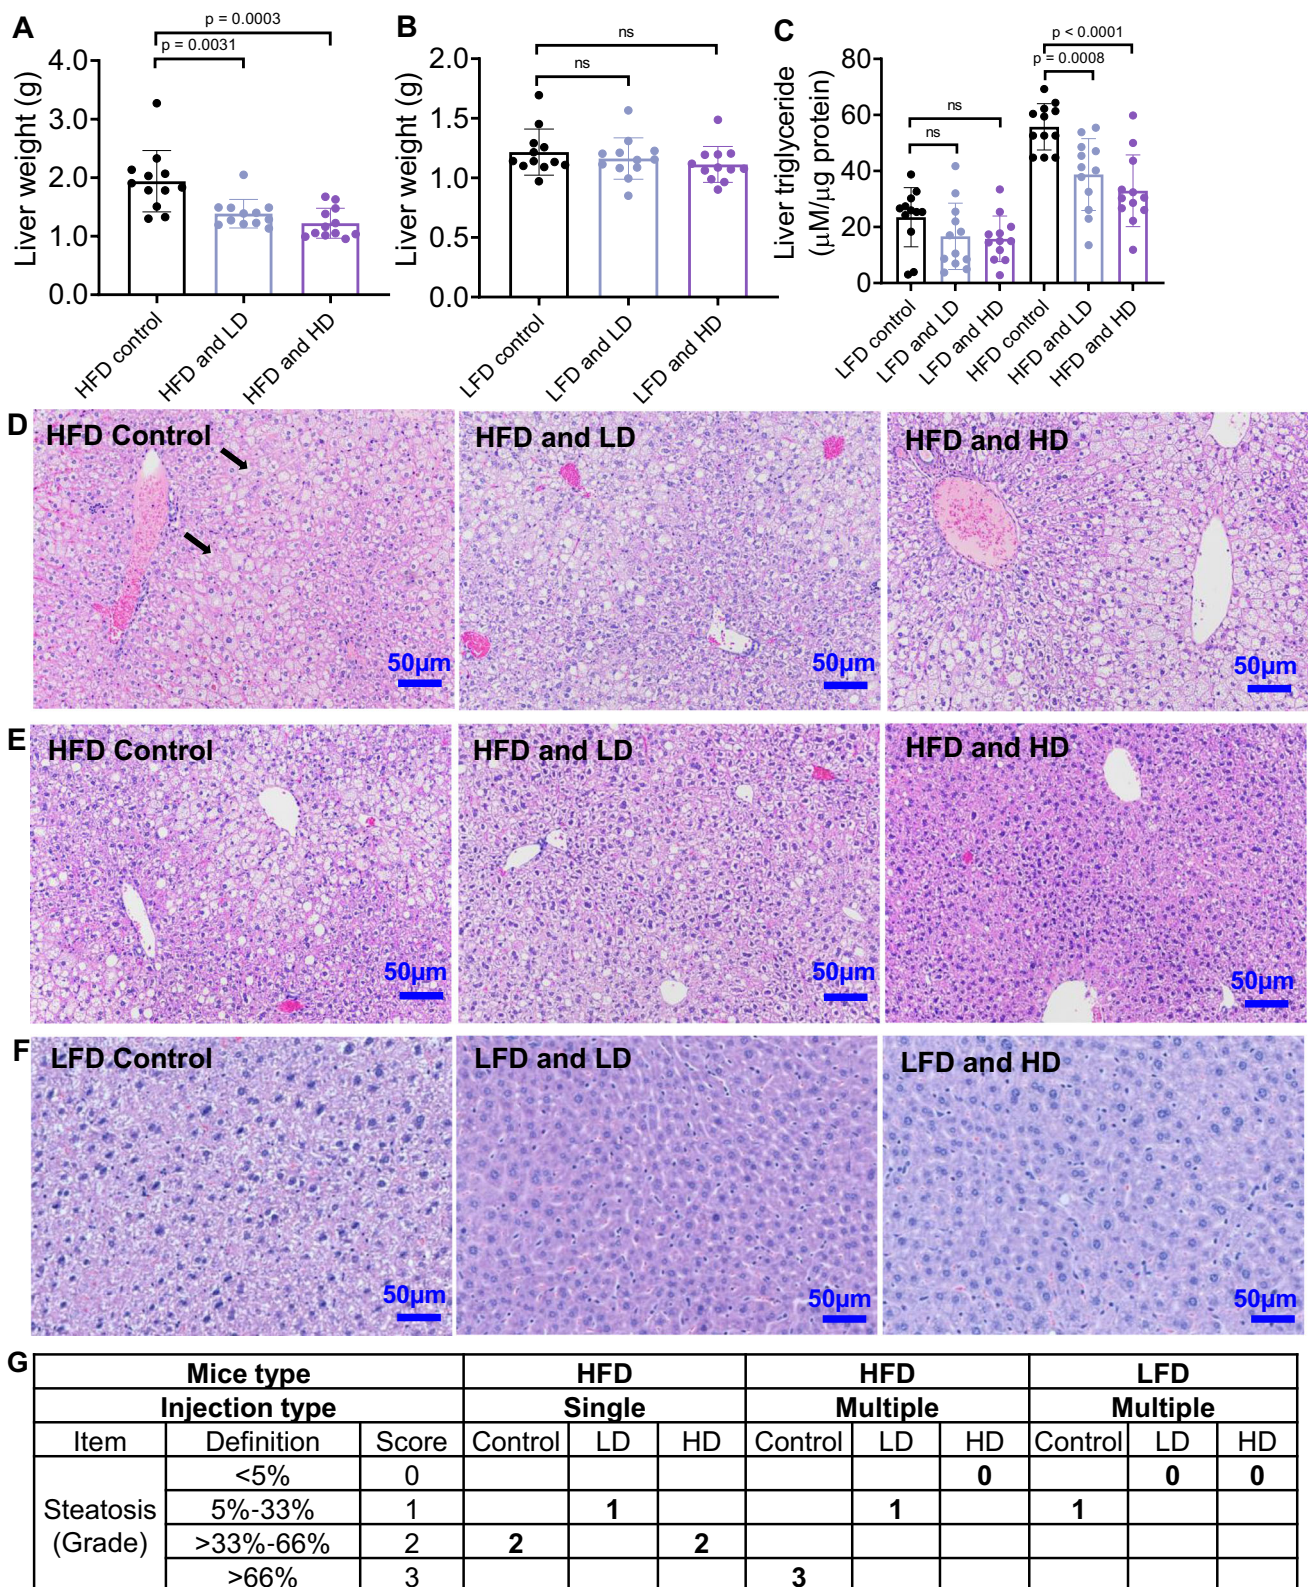 A
p = 0.0003
p = 0.0031
Liver weight (g)
4.0
3.0
2.0
1.0
0.0
HFD control
HFD and LD
HFD and HD
B
ns
ns
Liver weight (g)
2.0
1.5
1.0
0.5
0.0
LFD control
LFD and LD
LFD and HD
C
p < 0.0001
p = 0.0008
ns
ns
Liver triglyceride
(μM/μg protein)
80
60
40
20
0
LFD control
LFD and LD
LFD and HD
HFD control
HFD and LD
HFD and HD
D
HFD Control
50μm
HFD and LD
50μm
HFD and HD
50μm
E
HFD Control
50μm
HFD and LD
50μm
HFD and HD
50μm
F
LFD Control
50μm
LFD and LD
50μm
LFD and HD
50μm
G
Mice type HFD HFD LFD
Injection type Single Multiple Multiple
Item Definition Score Control LD HD Control LD HD Control LD HD
Steatosis (Grade)
<5% 0 0 0 0
5%-33% 1 1 1 1
>33%-66% 2 2 2
>66% 3 3